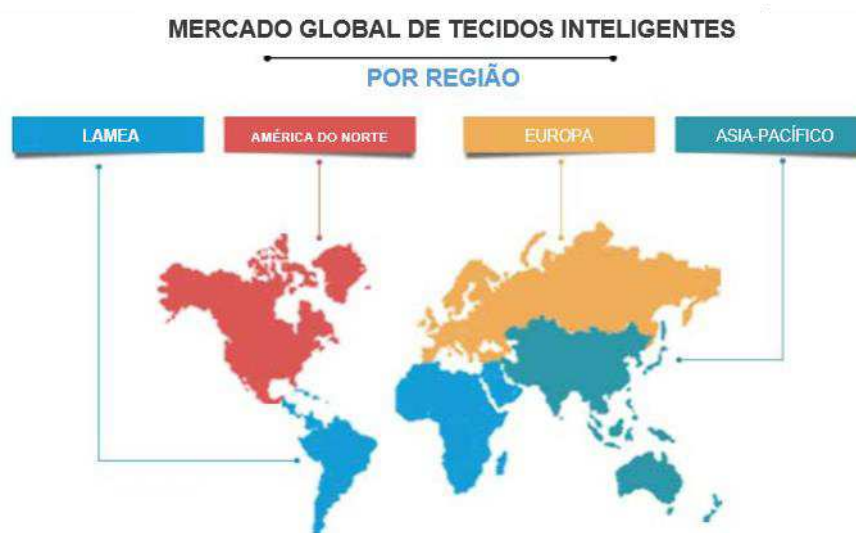 MERCADO GLOBAL DE TECIDOS INTELIGENTES
POR REGIÃO
LAMEA
AMÉRICA DO NORTE
EUROPA
ASIA-PACÍFICO